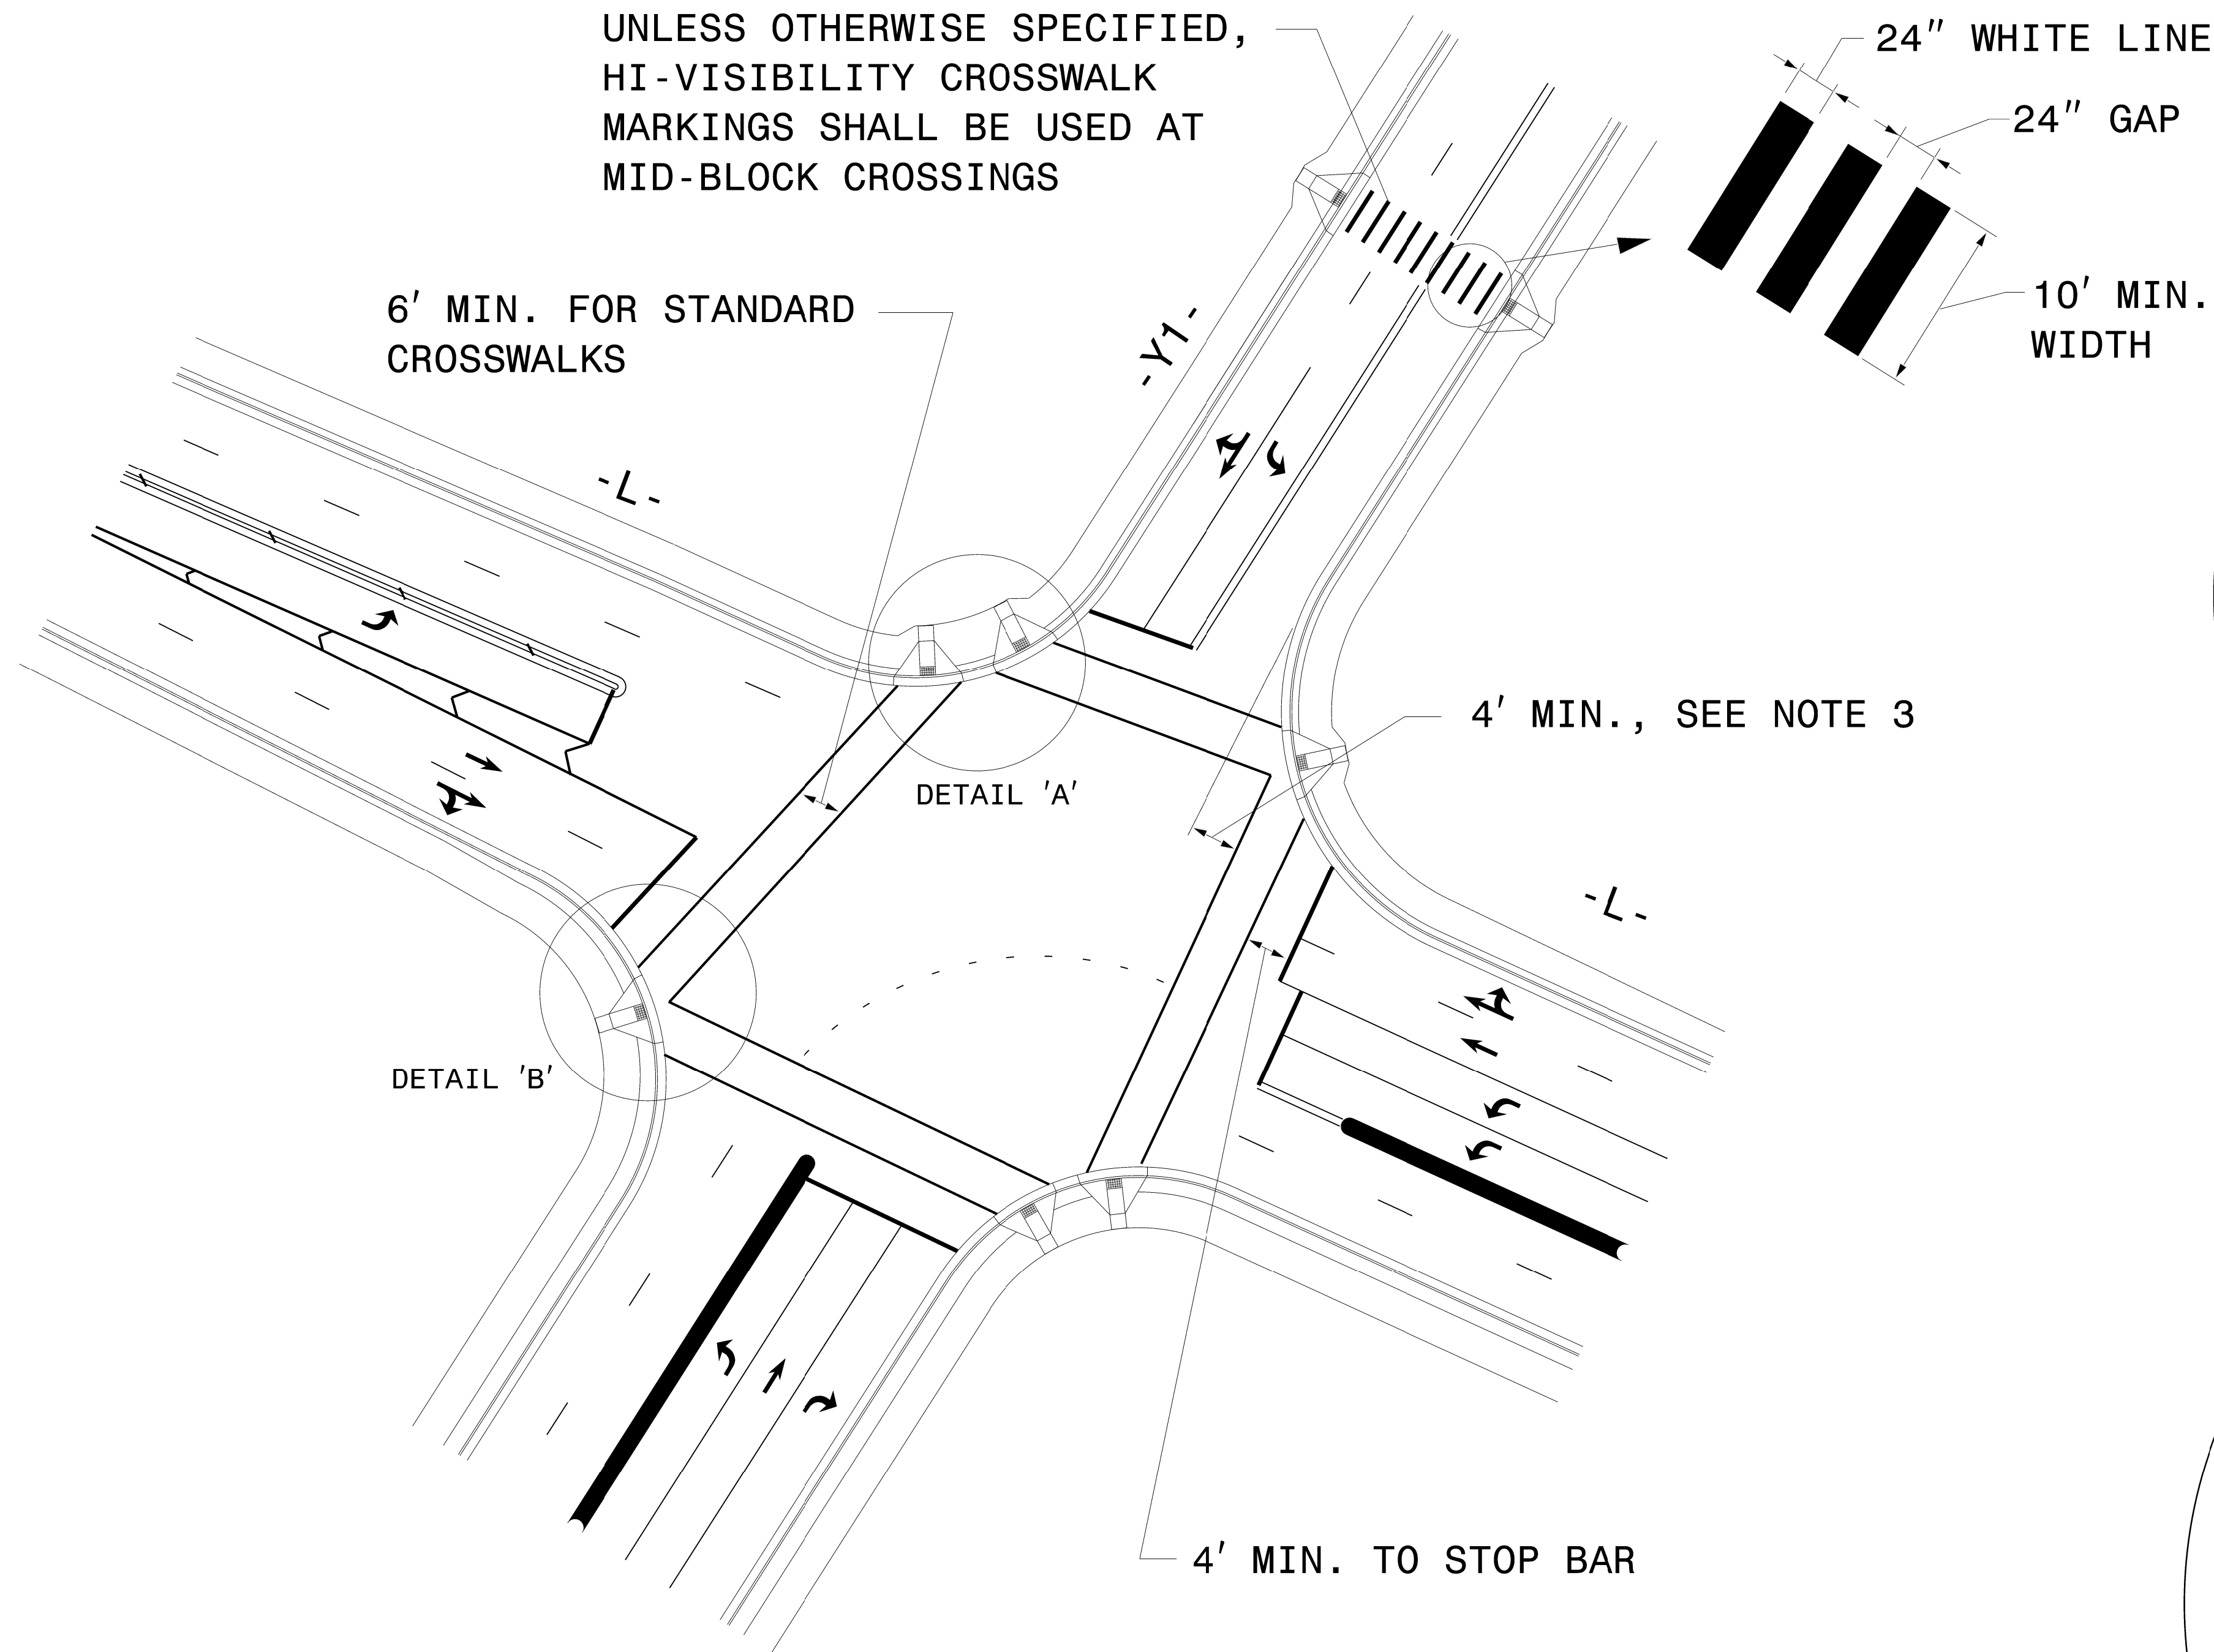 UNLESS OTHERWISE SPECIFIED,
HI-VISIBILITY CROSSWALK
MARKINGS SHALL BE USED AT
MID-BLOCK CROSSINGS
24" WHITE LINE
24" GAP
10' MIN.
WIDTH
6' MIN. FOR STANDARD
CROSSWALKS
-Y1-
-L-
4' MIN., SEE NOTE 3
DETAIL 'A'
-L-
DETAIL 'B'
4' MIN. TO STOP BAR